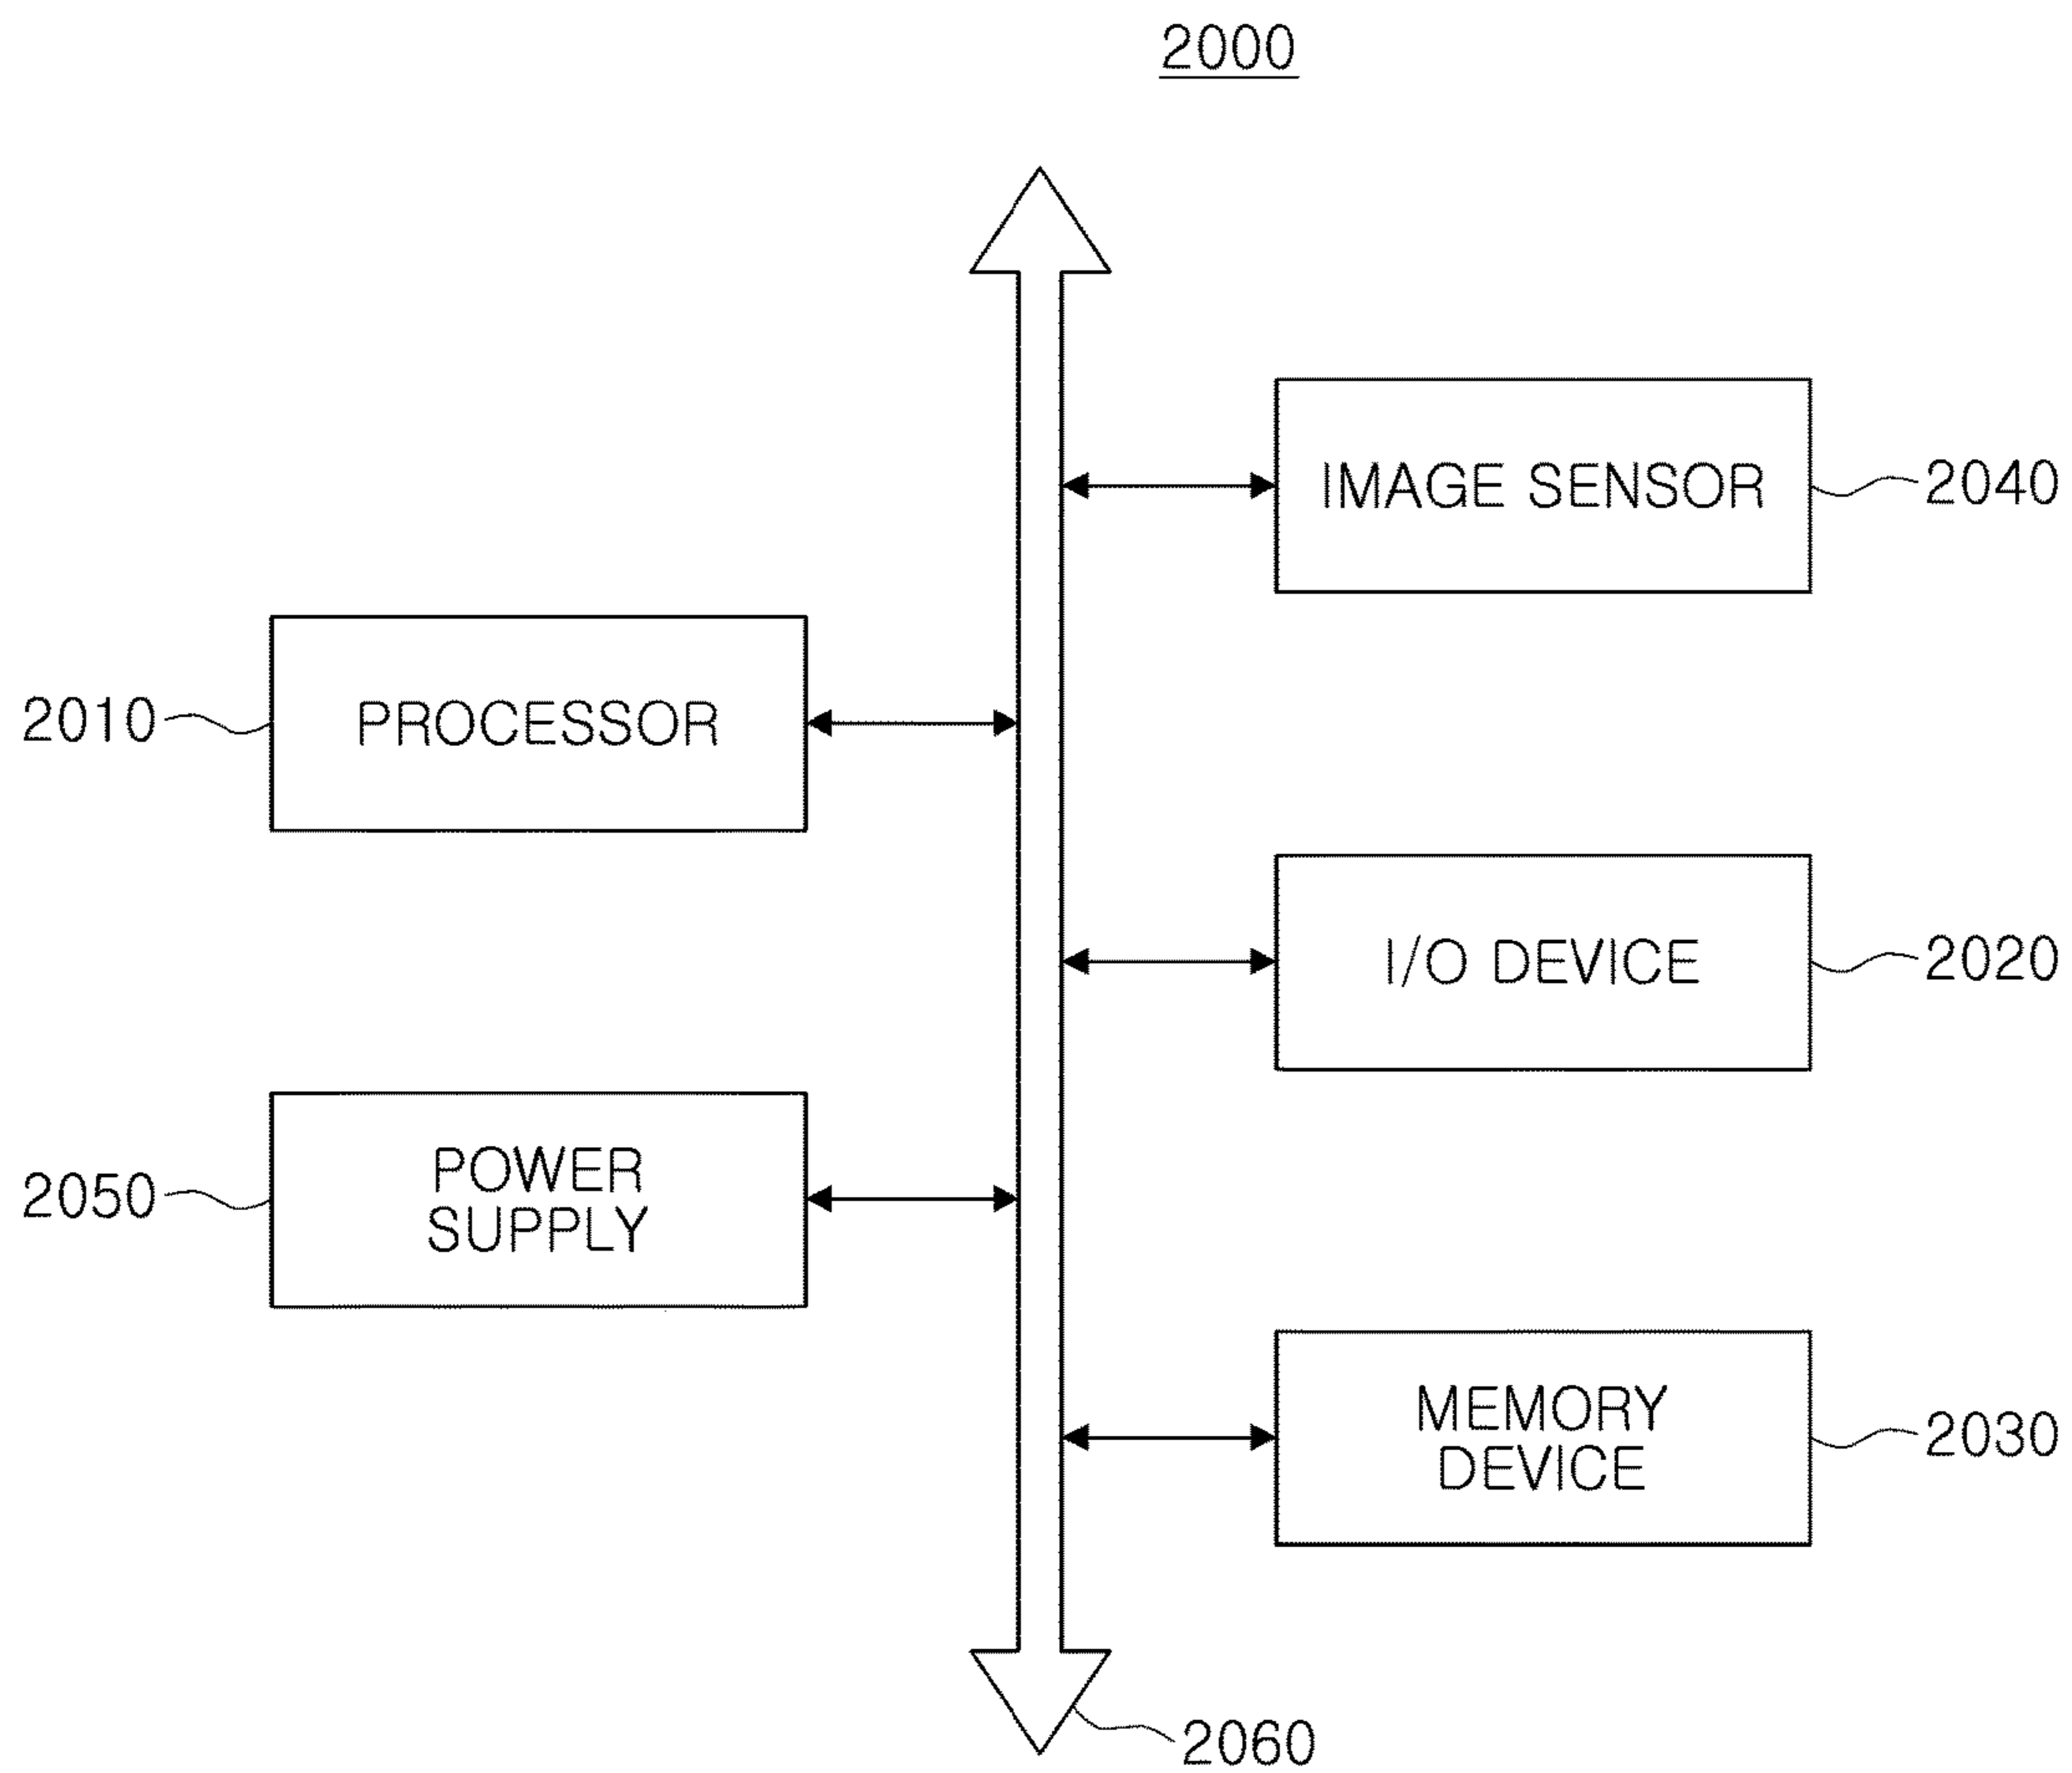 2000
IMAGE SENSOR
2040
2010
PROCESSOR
I/O DEVICE
2020
2050
POWER
SUPPLY
MEMORY
DEVICE
2030
2060